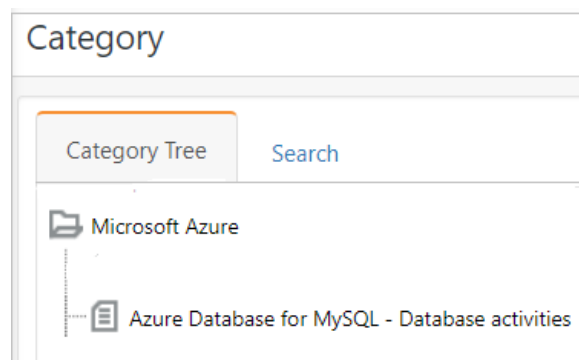 Category
Category Tree
Search
Microsoft Azure
Azure Database for MySQL - Database activities